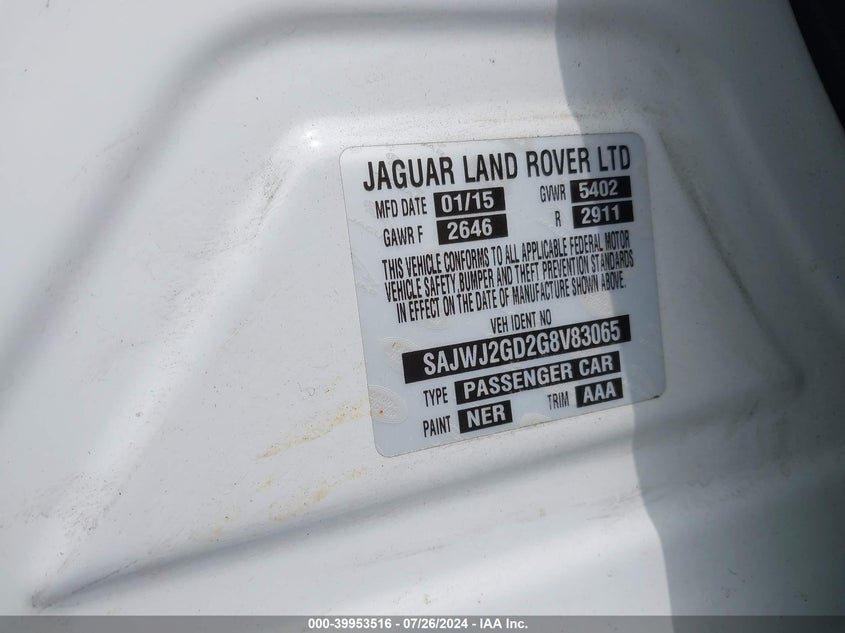 JAGUAR LAND ROVER LTD
MFD DATE 01/15 GVWR 5402
GAWR F 2646 R 2911
THIS VEHICLE CONFORMS TO ALL APPLICABLE FEDERAL MOTOR
VEHICLE SAFETY, BUMPER AND THEFT PREVENTION STANDARDS
IN EFFECT ON THE DATE OF MANUFACTURE SHOWN ABOVE.
VEH IDENT NO
SAJWJ2GD2G8V83065
TYPE PASSENGER CAR
PAINT NER TRIM AAA
000-39953516 - 07/26/2024 - IAA Inc.